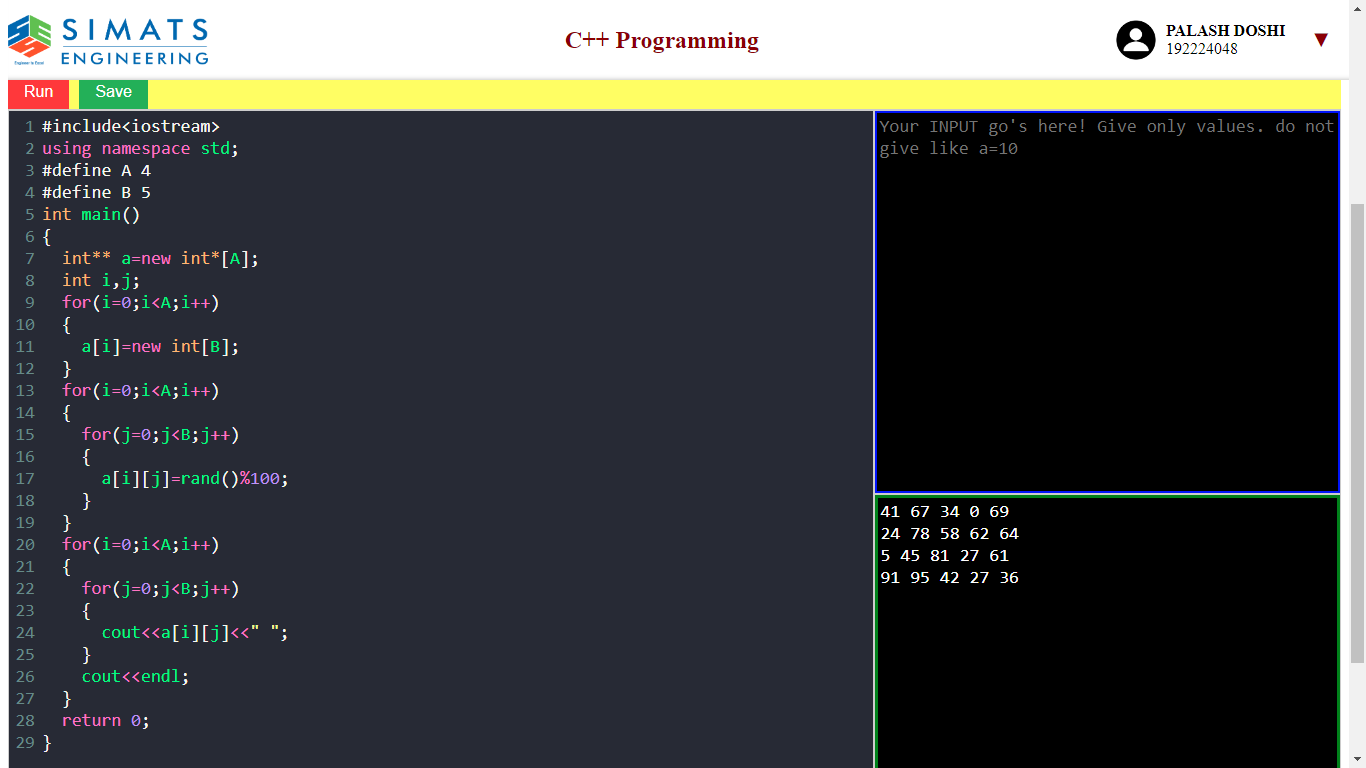 SIMATS
ENGINEERING
Engineer to Excel
C++ Programming
PALASH DOSHI
192224048
Run Save
1 #include<iostream>
2 using namespace std;
3 #define A 4
4 #define B 5
5 int main()
6 {
7   int** a=new int*[A];
8   int i,j;
9   for(i=0;i<A;i++)
10   {
11     a[i]=new int[B];
12   }
13   for(i=0;i<A;i++)
14   {
15     for(j=0;j<B;j++)
16     {
17       a[i][j]=rand()%100;
18     }
19   }
20   for(i=0;i<A;i++)
21   {
22     for(j=0;j<B;j++)
23     {
24       cout<<a[i][j]<<" ";
25     }
26     cout<<endl;
27   }
28   return 0;
29 }
Your INPUT go's here! Give only values. do not
give like a=10
41 67 34 0 69
24 78 58 62 64
5 45 81 27 61
91 95 42 27 36